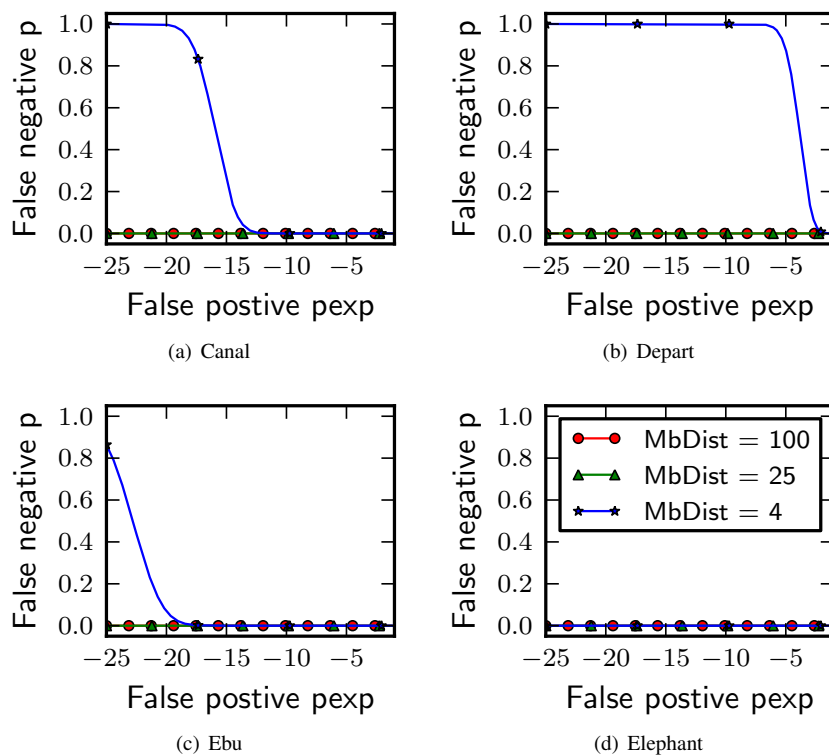 1.0
0.8
0.6
0.4
0.2
0.0
False negative p
−25 −20 −15 −10 −5
False postive pexp
(a) Canal
1.0
0.8
0.6
0.4
0.2
0.0
False negative p
−25 −20 −15 −10 −5
False postive pexp
(b) Depart
1.0
0.8
0.6
0.4
0.2
0.0
False negative p
−25 −20 −15 −10 −5
False postive pexp
(c) Ebu
1.0
0.8
0.6
0.4
0.2
0.0
False negative p
MbDist = 100
MbDist = 25
MbDist = 4
−25 −20 −15 −10 −5
False postive pexp
(d) Elephant